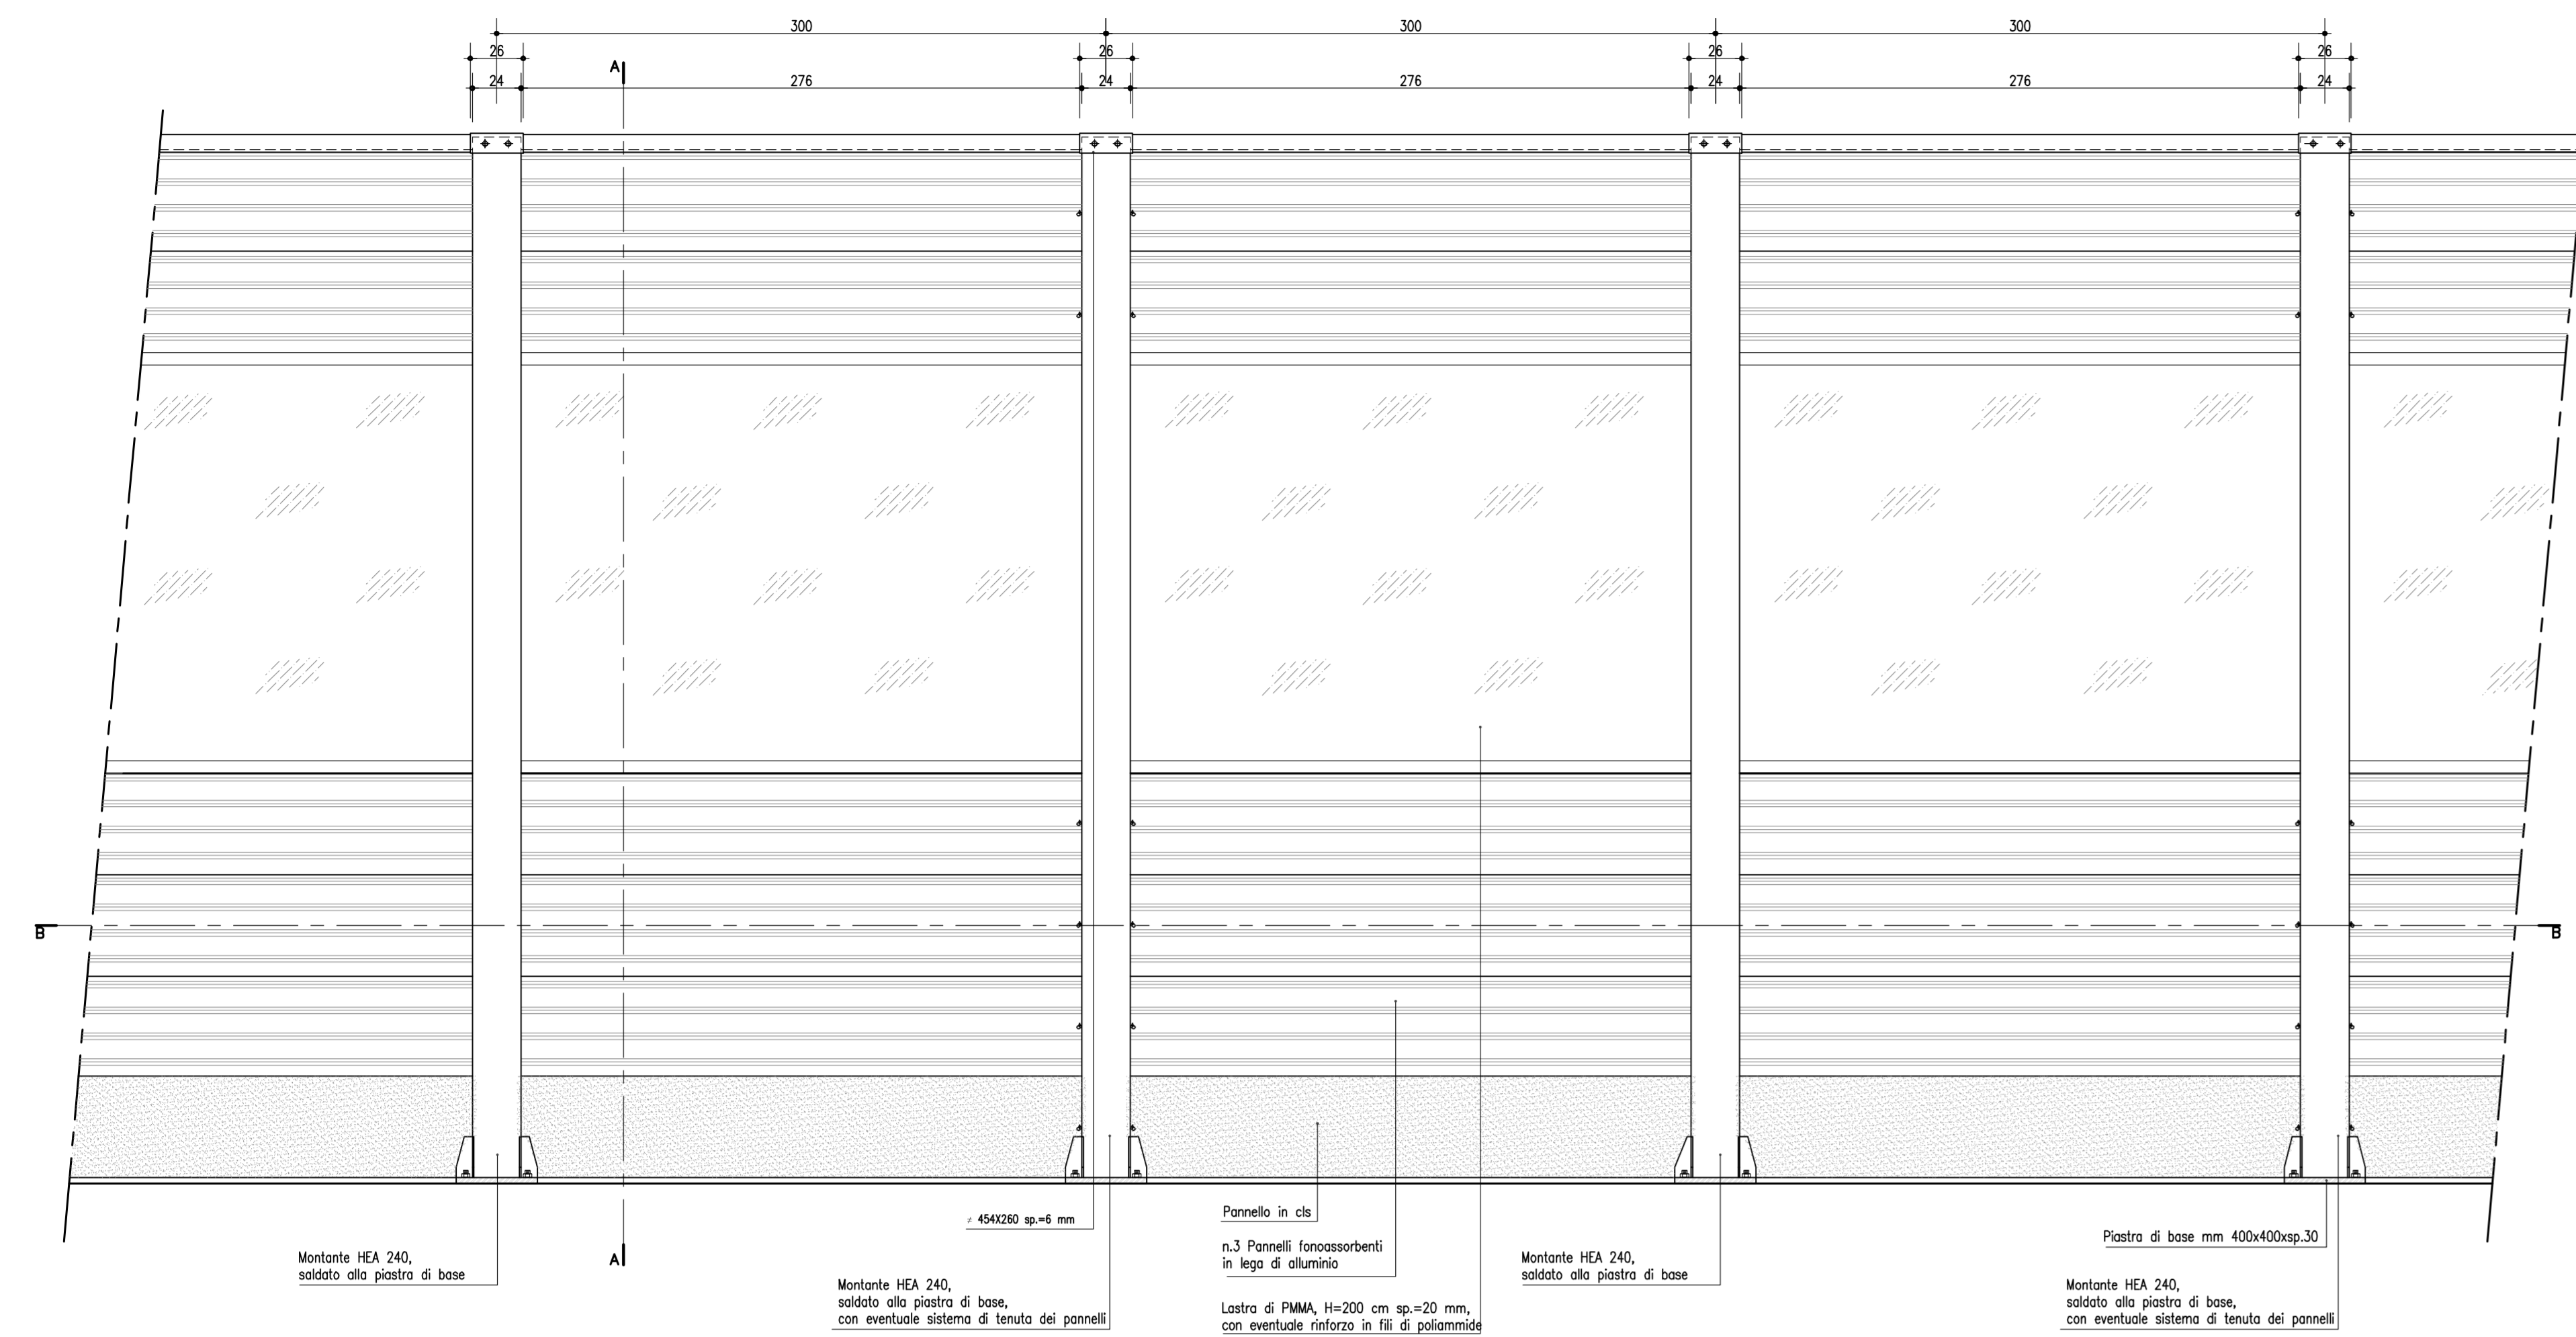 300 300 300
26 26 26 26
A
24 276 24 276 24 276 24
B B
≠ 454X260 sp.=6 mm
Pannello in cls
Piastra di base mm 400x400xsp.30
n.3 Pannelli fonoassorbenti
in lega di alluminio
Montante HEA 240,
saldato alla piastra di base
A
Montante HEA 240,
saldato alla piastra di base
Montante HEA 240,
saldato alla piastra di base,
con eventuale sistema di tenuta dei pannelli
Lastra di PMMA, H=200 cm sp.=20 mm,
con eventuale rinforzo in fili di poliammide
Montante HEA 240,
saldato alla piastra di base,
con eventuale sistema di tenuta dei pannelli